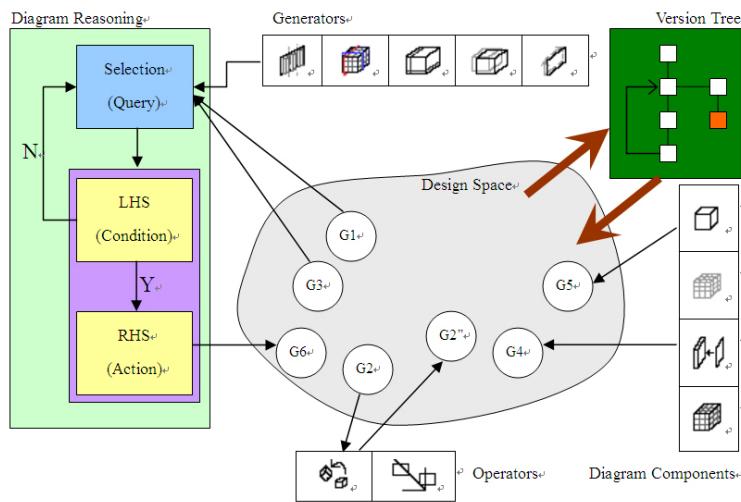 Diagram Reasoning
Generators
Version Tree
Selection
(Query)
N
LHS
(Condition)
Y
RHS
(Action)
Design Space
G1
G3
G5
G6
G2
G2”
G4
Operators
Diagram Components